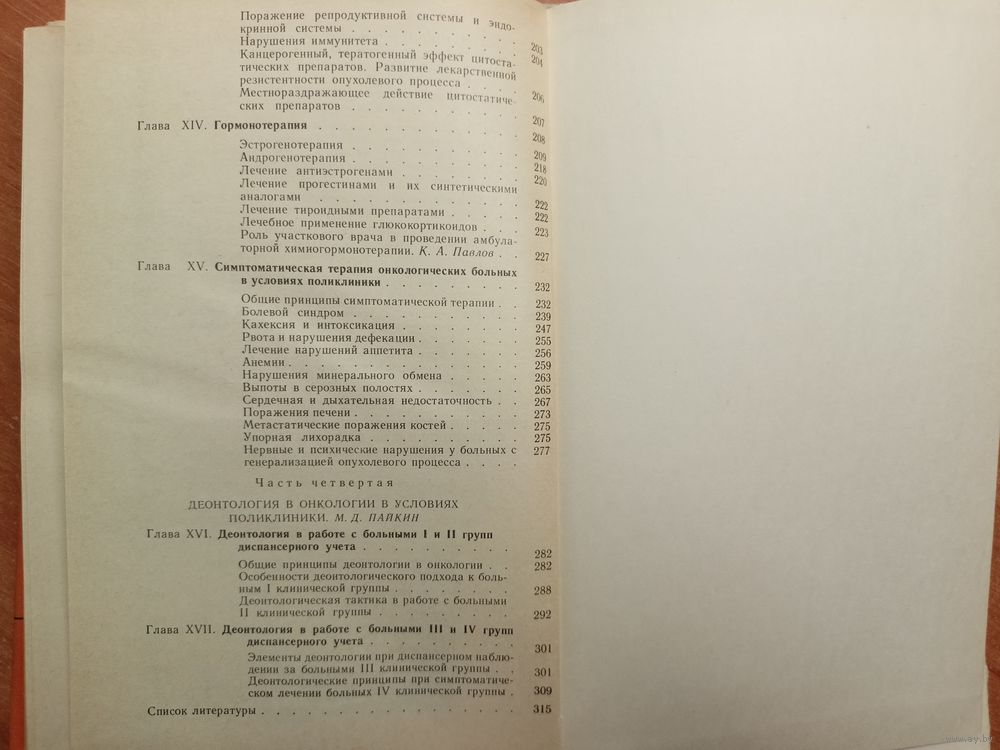 Поражение репродуктивной системы и эндо-
кринной системы . . . . . . . . . . 203
Нарушения иммунитета . . . . . . . . 204
Канцерогенный, тератогенный эффект цитоста-
тических препаратов. Развитие лекарственной
резистентности опухолевого процесса . . . . 206
Местнораздражающее действие цитостатиче-
ских препаратов . . . . . . . . . . 207
Глава XIV. Гормонотерапия . . . . . . . . . . . 208
Эстрогенотерапия . . . . . . . . . . 209
Андрогенотерапия . . . . . . . . . . 218
Лечение антиэстрогенами . . . . . . . 220
Лечение прогестинами и их синтетическими
аналогами . . . . . . . . . . . . 222
Лечение тироидными препаратами . . . . . 222
Лечебное применение глюкокортикоидов . . . 223
Роль участкового врача в проведении амбула-
торной химиогормонотерапии. К. А. Павлов . . 227
Глава XV. Симптоматическая терапия онкологических больных
в условиях поликлиники . . . . . . . . . 232
Общие принципы симптоматической терапии . . 232
Болевой синдром . . . . . . . . . . 239
Кахексия и интоксикация . . . . . . . 247
Рвота и нарушения дефекации . . . . . . 255
Лечение нарушений аппетита . . . . . . 256
Анемии . . . . . . . . . . . . . 259
Нарушения минерального обмена . . . . . 263
Выпоты в серозных полостях . . . . . . 265
Сердечная и дыхательная недостаточность . . 267
Поражения печени . . . . . . . . . . 273
Метастатические поражения костей . . . . . 275
Упорная лихорадка . . . . . . . . . 275
Нервные и психические нарушения у больных с 277
генерализацией опухолевого процесса . . . .
Часть четвертая
ДЕОНТОЛОГИЯ В ОНКОЛОГИИ В УСЛОВИЯХ
ПОЛИКЛИНИКИ. М. Д. ПАЙКИН
Глава XVI. Деонтология в работе с больными I и II групп
диспансерного учета . . . . . . . . . . 282
Общие принципы деонтологии в онкологии . . 282
Особенности деонтологического подхода к боль-
ным I клинической группы . . . . . . . 288
Деонтологическая тактика в работе с больными
II клинической группы . . . . . . . . 292
Глава XVII. Деонтология в работе с больными III и IV групп
диспансерного учета . . . . . . . . . 301
Элементы деонтологии при диспансерном наблю-
дении за больными III клинической группы . . 301
Деонтологические принципы при симптоматиче-
ском лечении больных IV клинической группы . 309
Список литературы . . . . . . . . . . . . . . . . 315
www.ay.by